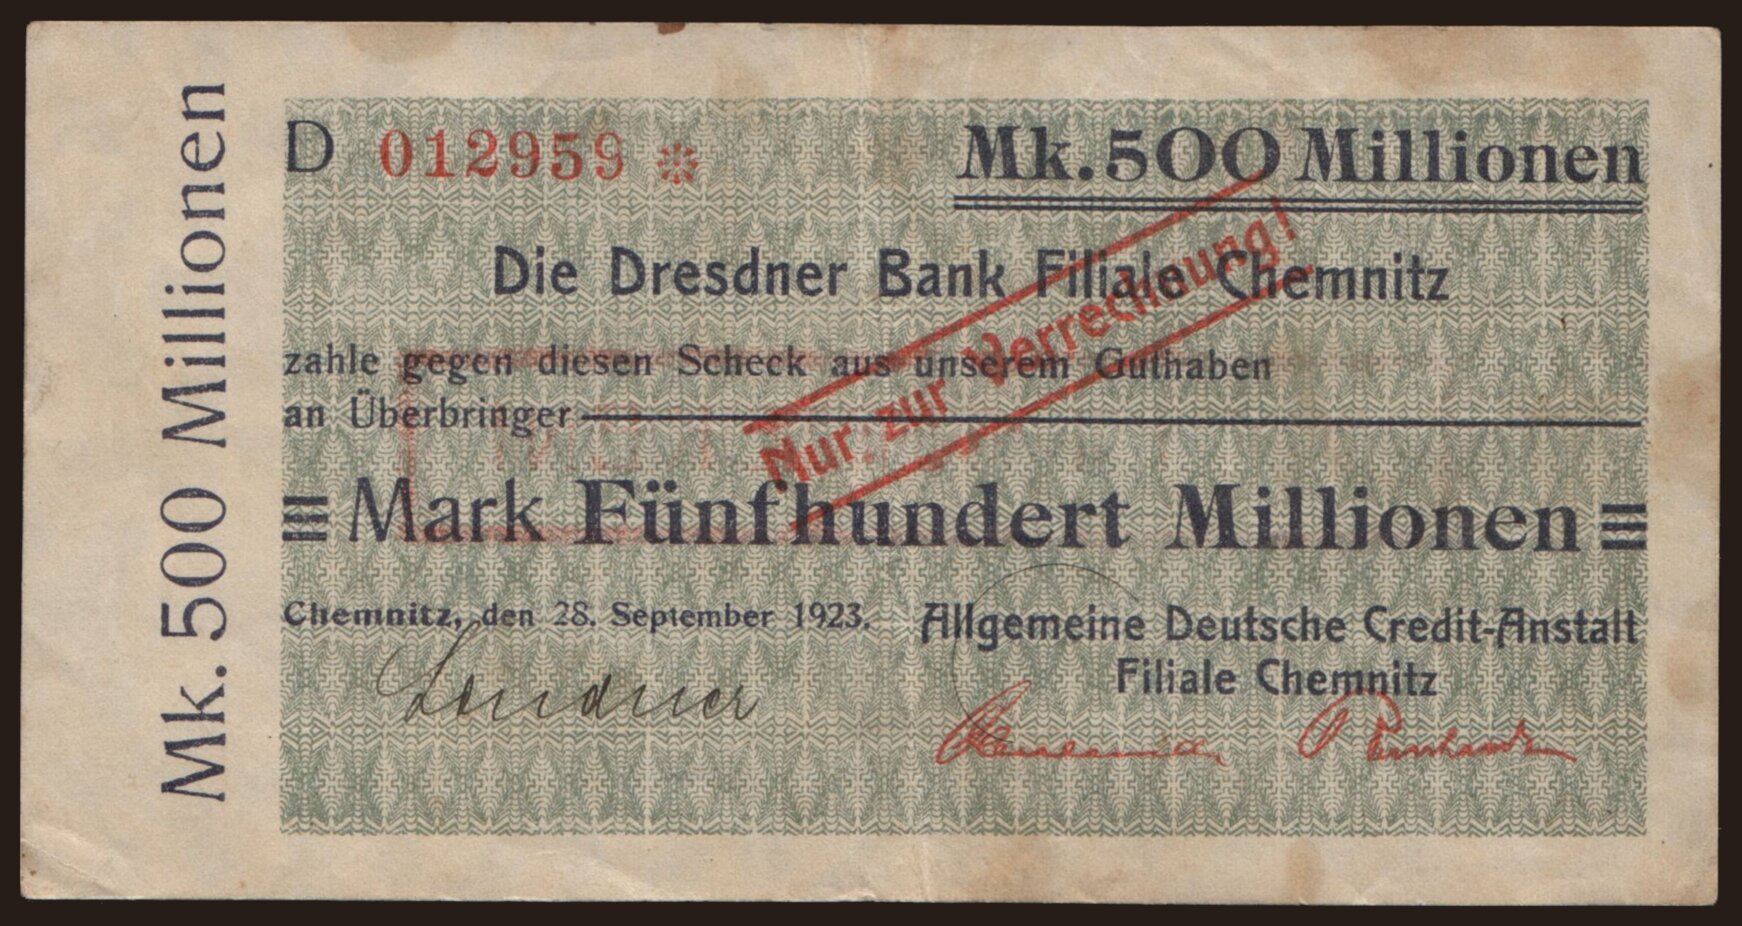 Mk. 500 Millionen
D 012959 *
Mk. 500 Millionen
Die Dresdner Bank Filiale Chemnitz
Nur zur Verrechnung!
zahle gegen diesen Scheck aus unserem Guthaben
an Überbringer
Mark Fünfhundert Millionen
Chemnitz, den 28. September 1923.
Allgemeine Deutsche Credit-Anstalt
Filiale Chemnitz